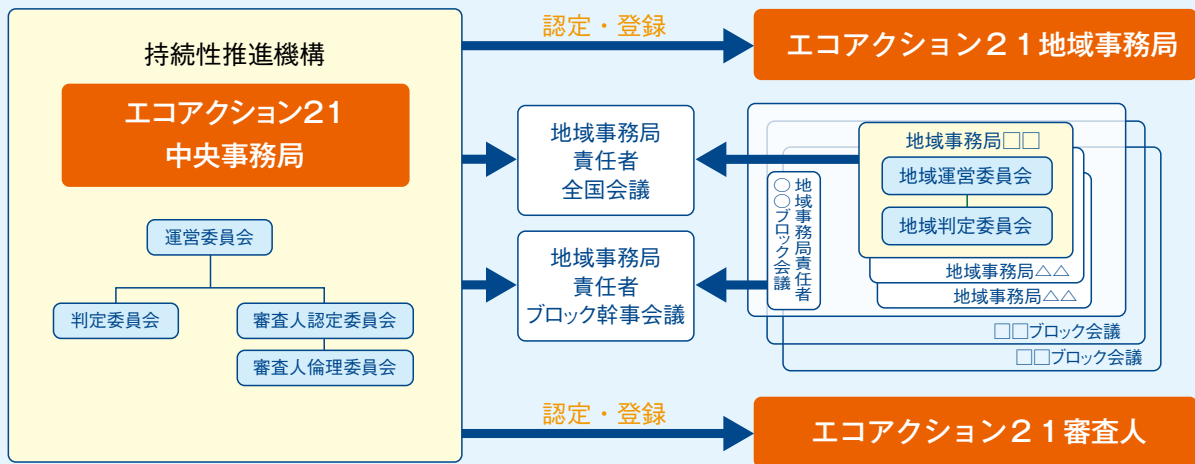 持続性推進機構
エコアクション21
中央事務局
運営委員会
判定委員会
審査人認定委員会
審査人倫理委員会
認定・登録
エコアクション２１地域事務局
地域事務局
責任者
全国会議
地域事務局
責任者
ブロック幹事会議
地域事務局責任者
〇〇ブロック会議
地域事務局□□
地域運営委員会
地域判定委員会
地域事務局△△
地域事務局△△
□□ブロック会議
□□ブロック会議
認定・登録
エコアクション２１審査人